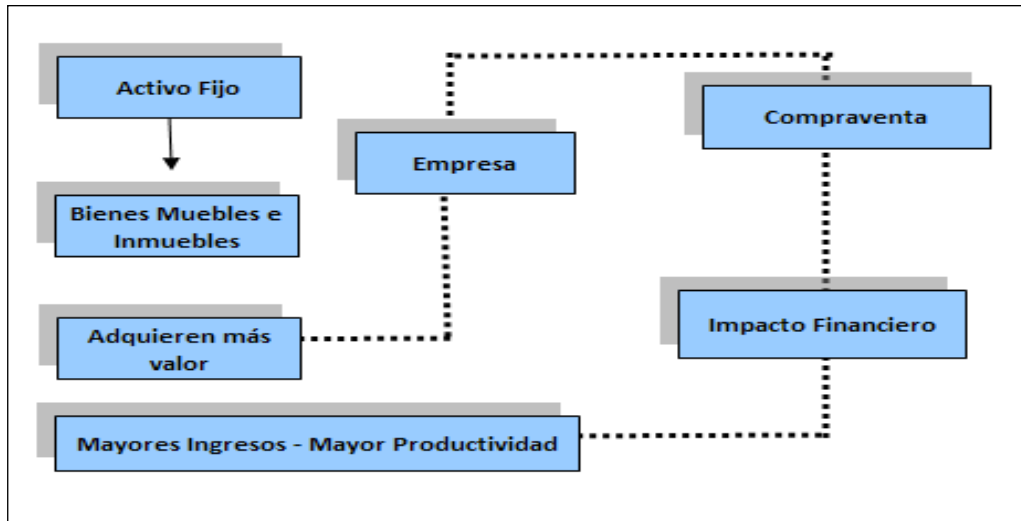 Activo Fijo
Bienes Muebles e
Inmuebles
Adquieren más
valor
Empresa
Compraventa
Impacto Financiero
Mayores Ingresos - Mayor Productividad